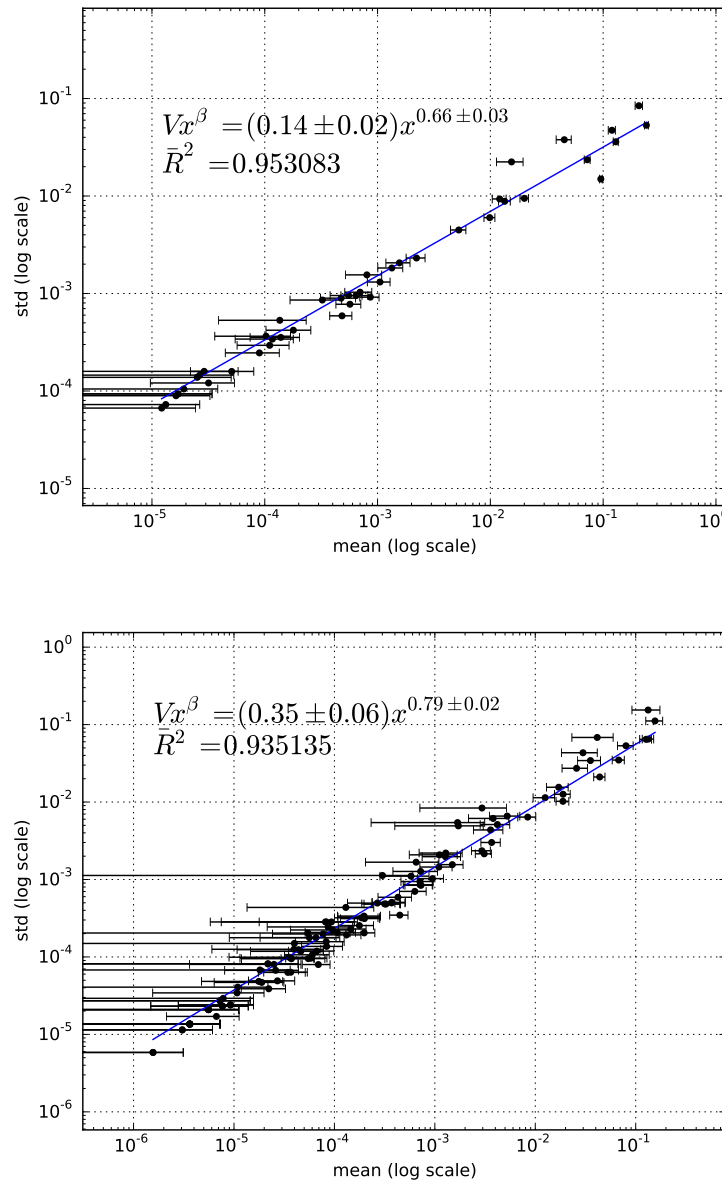 10⁻¹
10⁻²
10⁻³
10⁻⁴
10⁻⁵
std (log scale)
Vx^β =(0.14±0.02)x^0.66±0.03
R̄² =0.953083
10⁻⁵ 10⁻⁴ 10⁻³ 10⁻² 10⁻¹ 10⁰
mean (log scale)
10⁰
10⁻¹
10⁻²
10⁻³
10⁻⁴
10⁻⁵
10⁻⁶
std (log scale)
Vx^β =(0.35±0.06)x^0.79±0.02
R̄² =0.935135
10⁻⁶ 10⁻⁵ 10⁻⁴ 10⁻³ 10⁻² 10⁻¹
mean (log scale)